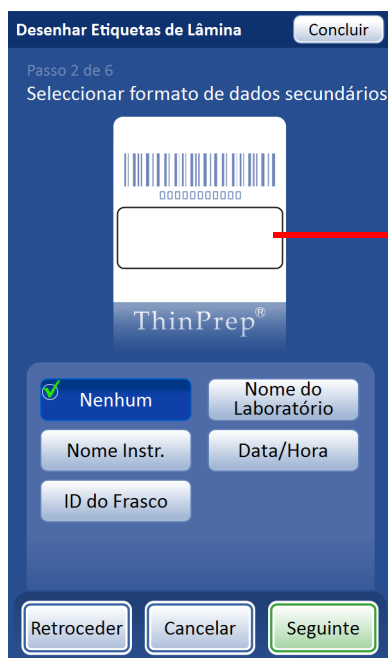 Desenhar Etiquetas de Lâmina
Concluir
Passo 2 de 6
Seleccionar formato de dados secundários
00000000000
ThinPrep®
Nenhum
Nome do
Laboratório
Nome Instr.
Data/Hora
ID do Frasco
Retroceder
Cancelar
Seguinte